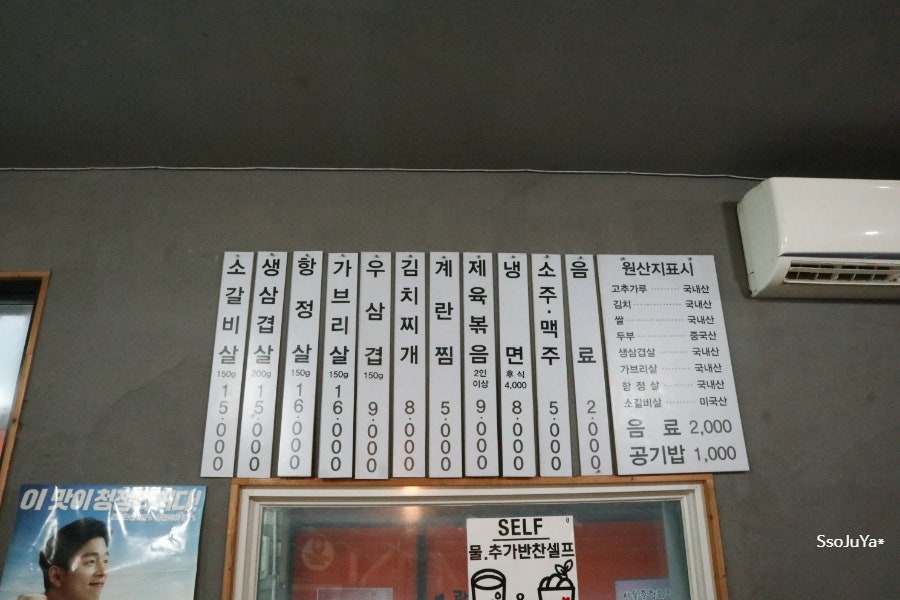 소갈비살 150g 15,000
생삼겹살 200g 15,000
항정살 150g 16,000
가브리살 150g 16,000
우삼겹 150g 9,000
김치찌개 8,000
계란찜 5,000
제육볶음 2인 이상 9,000
냉면 후식 4,000 8,000
소주·맥주 5,000
음료 2,000
원산지표시
고추가루 국내산
김치 국내산
쌀 국내산
두부 중국산
생삼겹살 국내산
가브리살 국내산
항정살 국내산
소갈비살 미국산
음료 2,000
공기밥 1,000
이 맛이
SELF
물.추가반찬셀프
SsoJuYa*